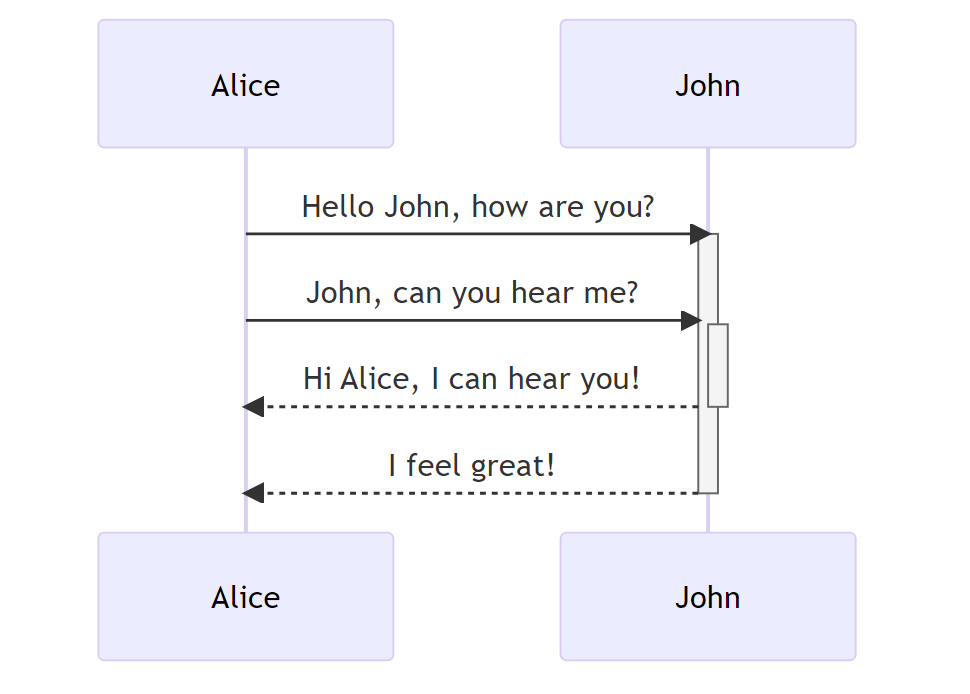 Alice
John
Hello John, how are you?
John, can you hear me?
Hi Alice, I can hear you!
I feel great!
Alice
John